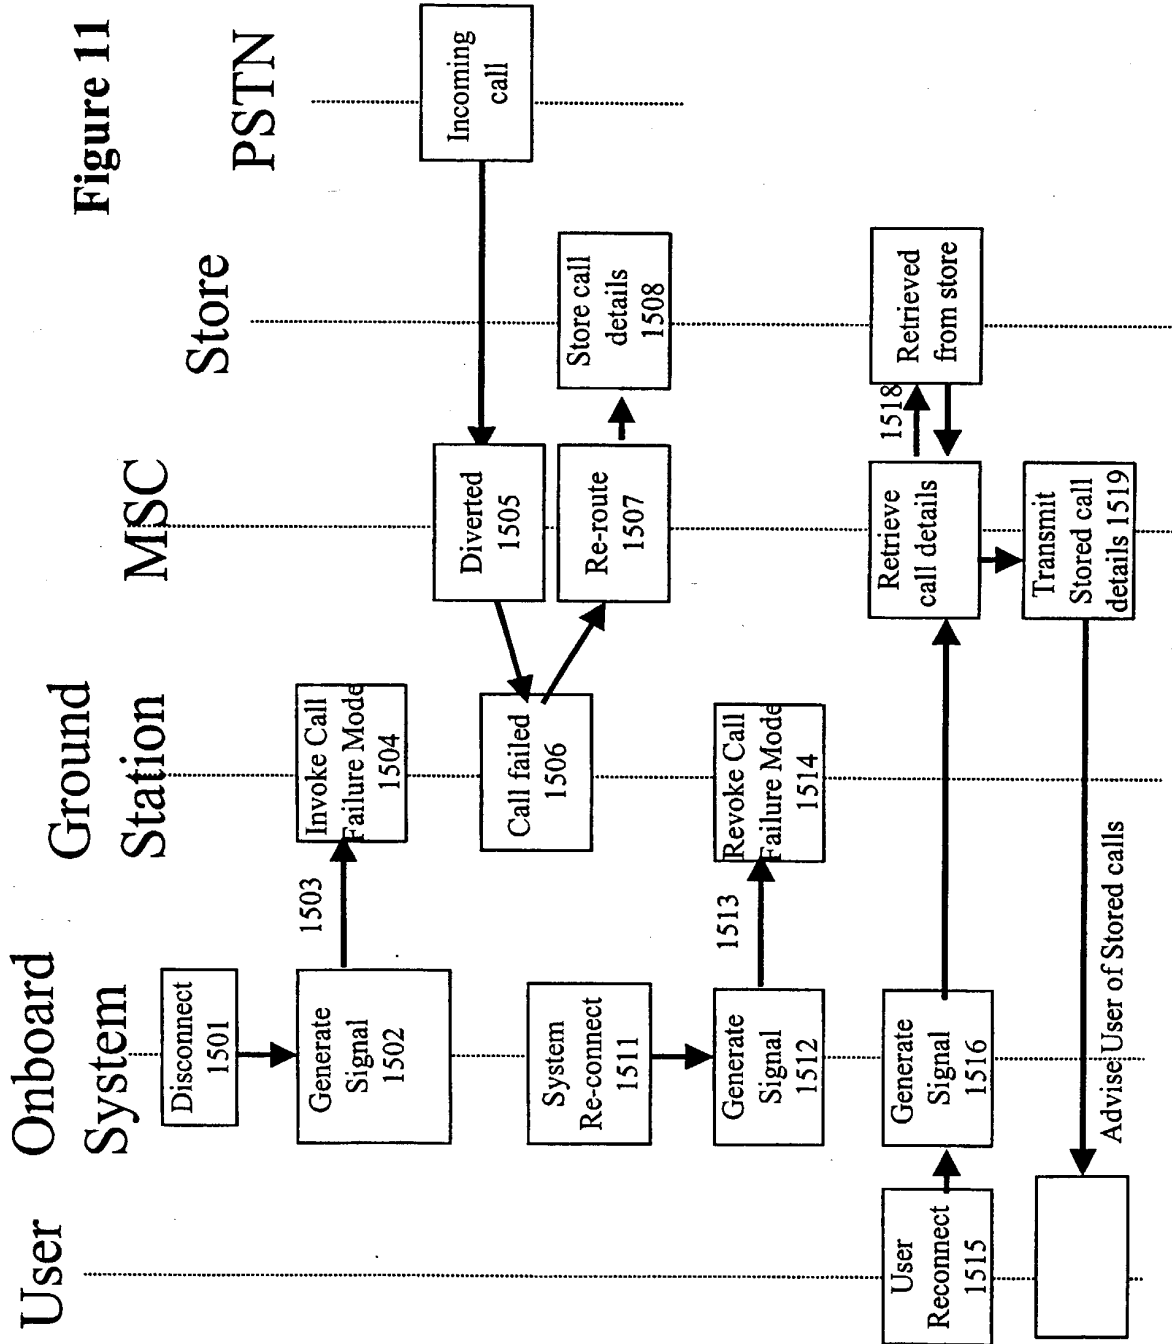 Figure 11
User
Onboard
System
Ground
Station
MSC
Store
PSTN
Disconnect
1501
Generate
Signal
1502
1503
Invoke Call
Failure Mode
1504
Incoming
call
Diverted
1505
Call failed
1506
Re-route
1507
Store call
details
1508
System
Re-connect
1511
Generate
Signal
1512
1513
Revoke Call
Failure Mode
1514
User
Reconnect
1515
Generate
Signal
1516
Retrieve
call details
1518
Retrieved
from store
Transmit
Stored call
details 1519
Advise User of Stored calls